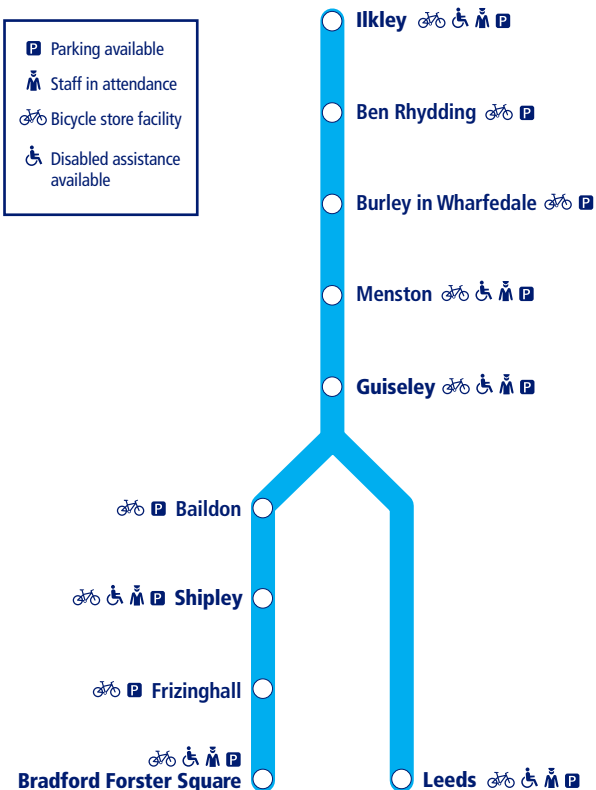 P Parking available
Staff in attendance
Bicycle store facility
Disabled assistance
available
Ilkley P
Ben Rhydding P
Burley in Wharfedale P
Menston P
Guiseley P
P Baildon
P Shipley
P Frizinghall
P
Bradford Forster Square
Leeds P